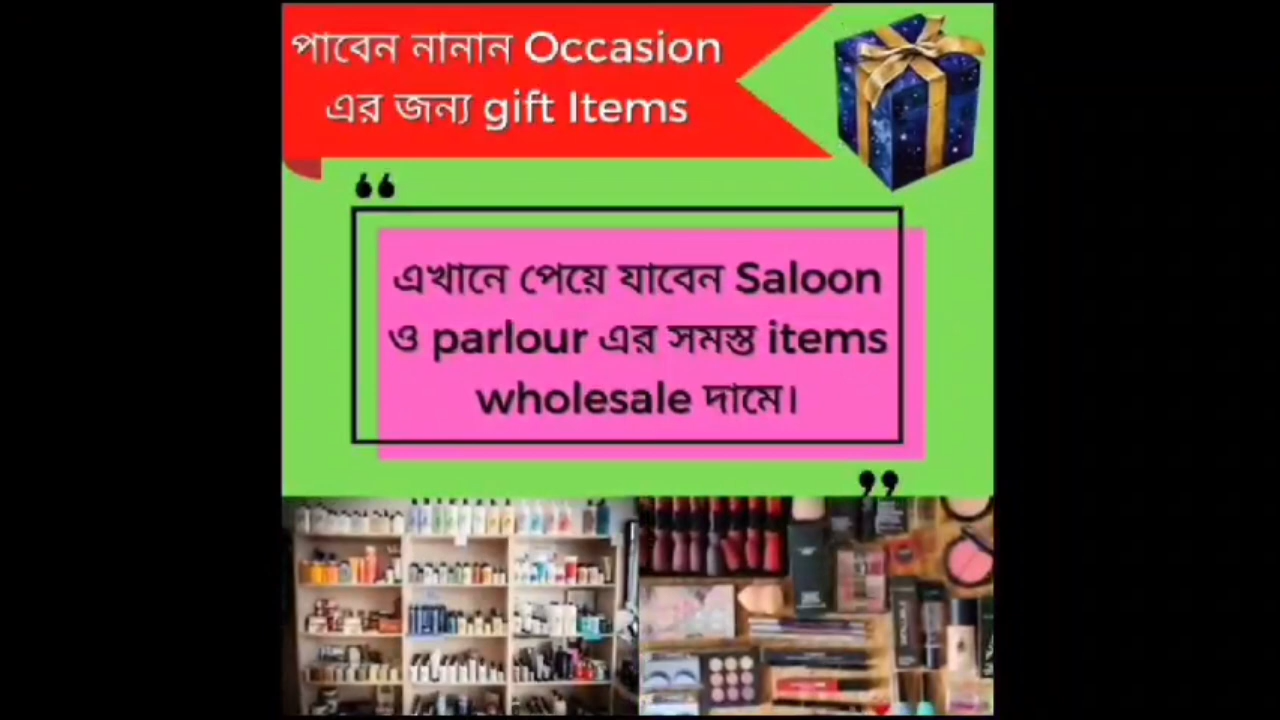 পাবেন নানান Occasion
এর জন্য gift Items
এখানে পেয়ে যাবেন Saloon
ও parlour এর সমস্ত items
wholesale দামে।